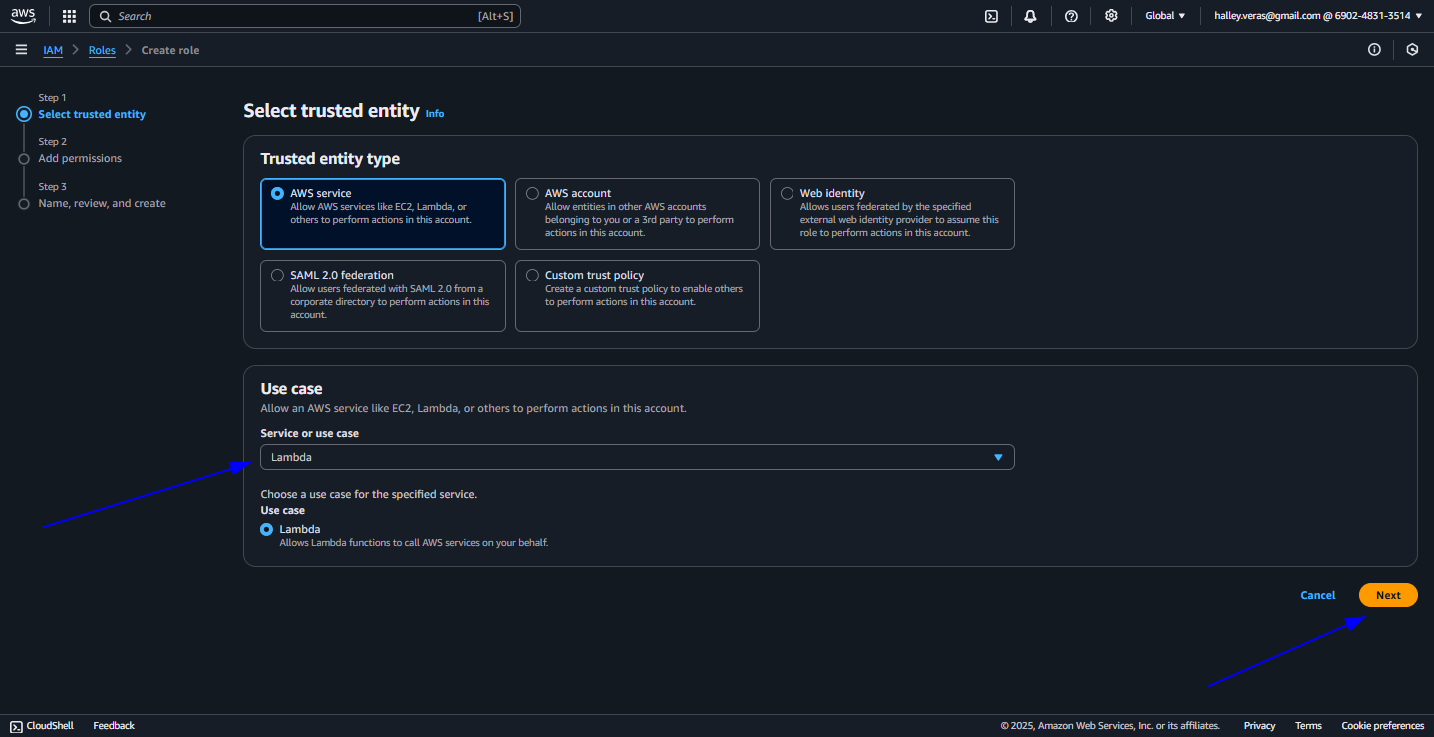 aws
Search [Alt+S]
Global
halley.veras@gmail.com @ 6902-4831-3514
IAM
Roles
Create role
Step 1
Select trusted entity
Step 2
Add permissions
Step 3
Name, review, and create
Select trusted entity Info
Trusted entity type
AWS service
Allow AWS services like EC2, Lambda, or
others to perform actions in this account.
AWS account
Allow entities in other AWS accounts
belonging to you or a 3rd party to perform
actions in this account.
Web identity
Allows users federated by the specified
external web identity provider to assume this
role to perform actions in this account.
SAML 2.0 federation
Allow users federated with SAML 2.0 from a
corporate directory to perform actions in this
account.
Custom trust policy
Create a custom trust policy to enable others
to perform actions in this account.
Use case
Allow an AWS service like EC2, Lambda, or others to perform actions in this account.
Service or use case
Lambda
Choose a use case for the specified service.
Use case
Lambda
Allows Lambda functions to call AWS services on your behalf.
Cancel
Next
CloudShell
Feedback
© 2025, Amazon Web Services, Inc. or its affiliates.
Privacy
Terms
Cookie preferences